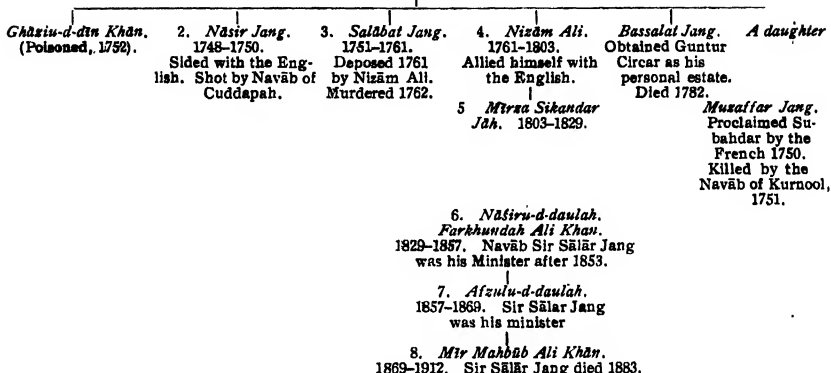 Ghāziu-d-dīn Khān.
(Poisoned, 1752).
2. Nāsir Jang.
1748–1750.
Sided with the Eng-
lish. Shot by Navāb of
Cuddapah.
3. Salābat Jang.
1751–1761.
Deposed 1761
by Nizām Ali.
Murdered 1762.
4. Nizām Ali.
1761–1803.
Allied himself with
the English.
5 Mīrza Sikandar
Jāh. 1803–1829.
Bassalat Jang.
Obtained Guntur
Circar as his
personal estate.
Died 1782.
A daughter
Muzaffar Jang.
Proclaimed Su-
bahdar by the
French 1750.
Killed by the
Navāb of Kurnool,
1751.
6. Nāśiru-d-daulah.
Farkhundah Ali Khan.
1829–1857. Navāb Sir Sālār Jang
was his Minister after 1853.
7. Afzulu-d-daulah.
1857–1869. Sir Sālar Jang
was his minister
8. Mīr Mahbūb Ali Khān.
1869–1912. Sir Sālār Jang died 1883.